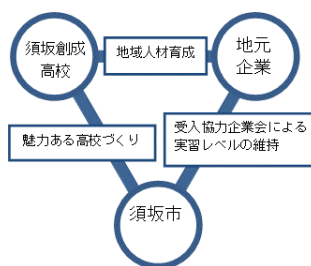 須坂創成
高校
地域人材育成
地元
企業
魅力ある高校づくり
受入協力企業会による
実習レベルの維持
須坂市